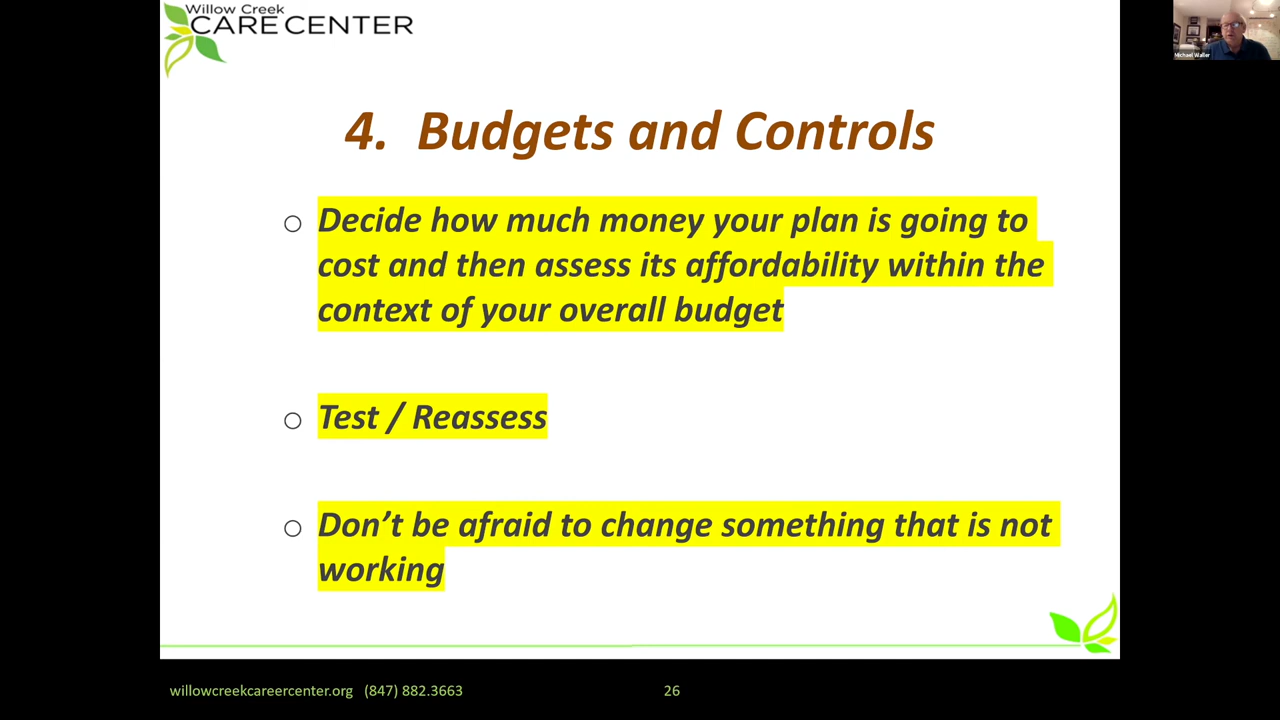 Willow Creek
CARE CENTER
Michael Waller
4. Budgets and Controls
o Decide how much money your plan is going to
cost and then assess its affordability within the
context of your overall budget
o Test / Reassess
o Don’t be afraid to change something that is not
working
willowcreekcareercenter.org (847) 882.3663
26